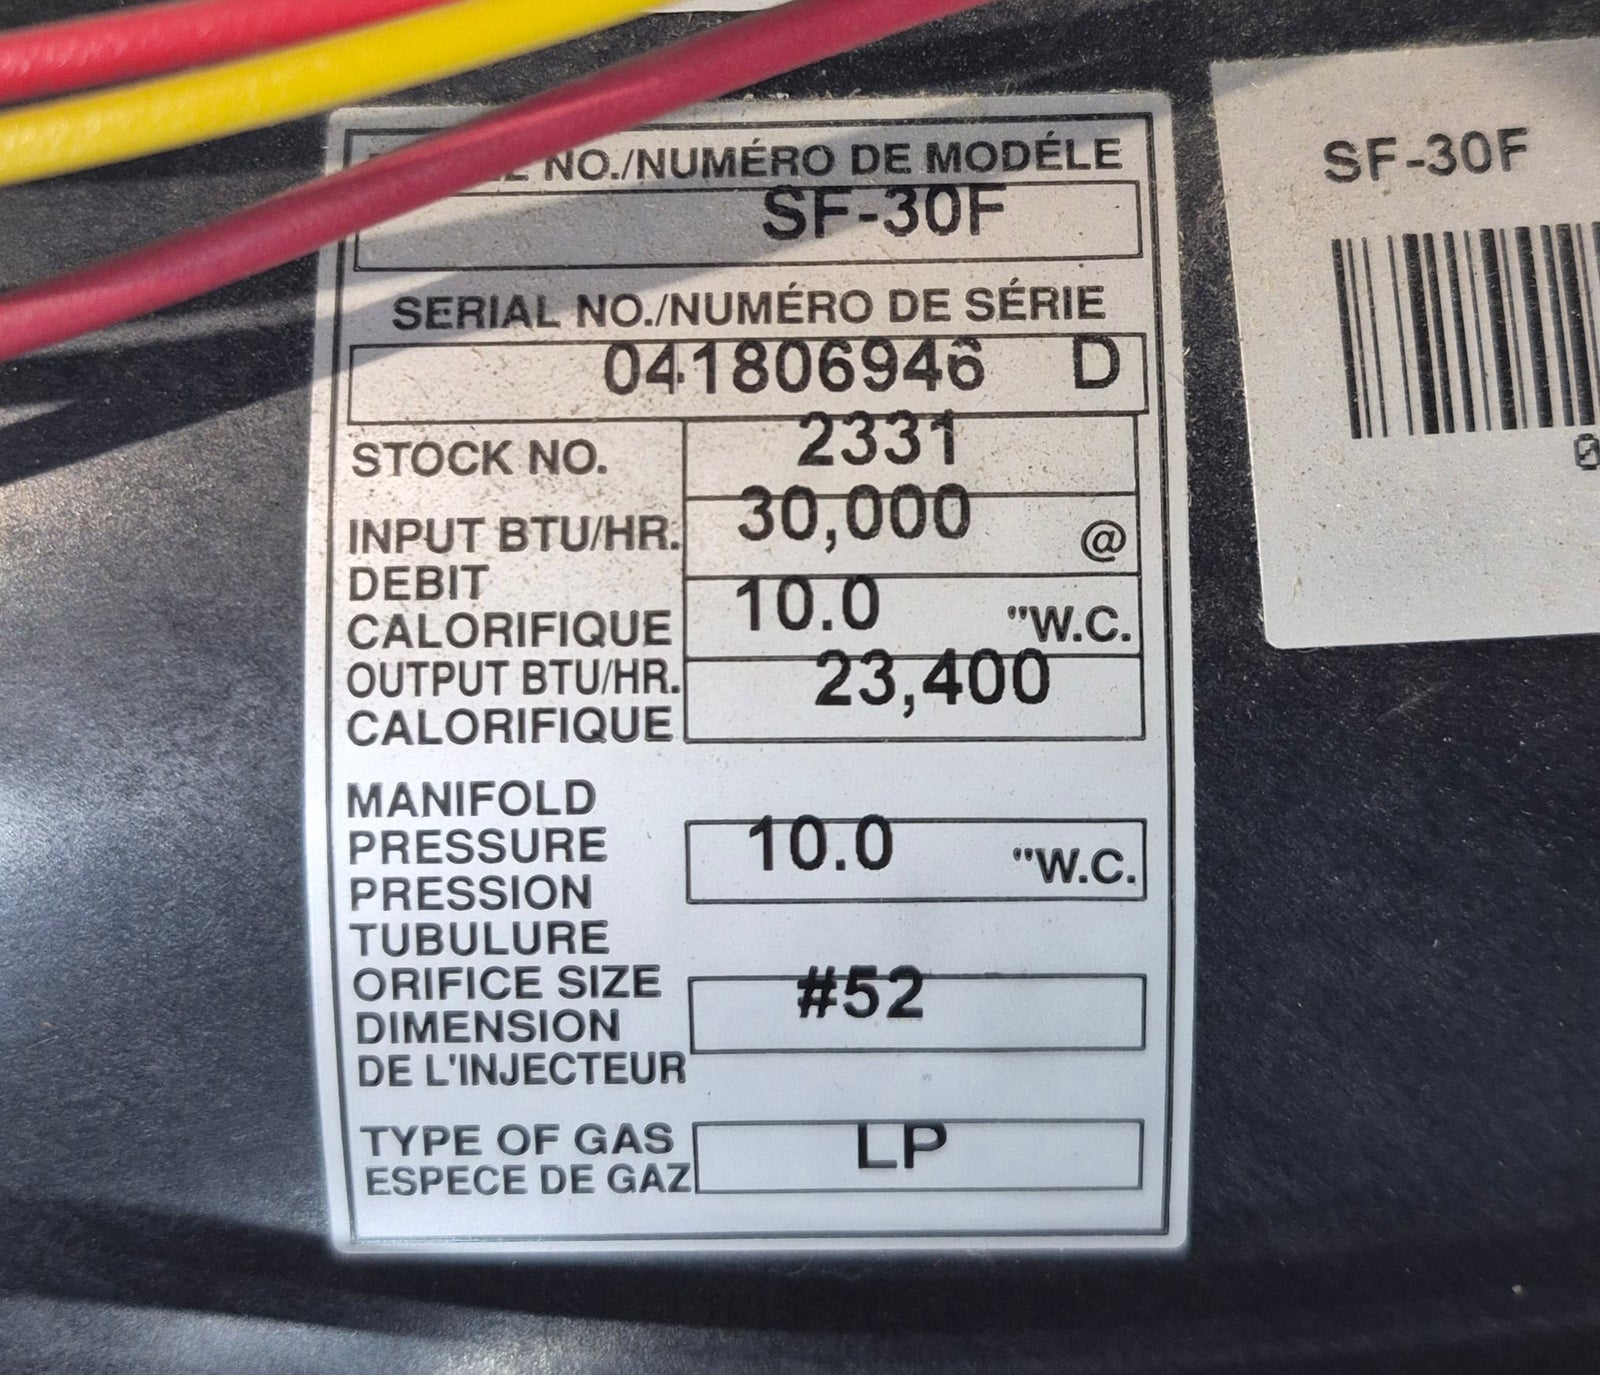 NO./NUMÉRO DE MODÉLE
SF-30F
SERIAL NO./NUMÉRO DE SÉRIE
041806946 D
STOCK NO. 2331
INPUT BTU/HR. 30,000 @
DEBIT
CALORIFIQUE 10.0 "W.C.
OUTPUT BTU/HR. 23,400
CALORIFIQUE
MANIFOLD
PRESSURE 10.0 "W.C.
PRESSION
TUBULURE
ORIFICE SIZE #52
DIMENSION
DE L'INJECTEUR
TYPE OF GAS LP
ESPECE DE GAZ
SF-30F
0